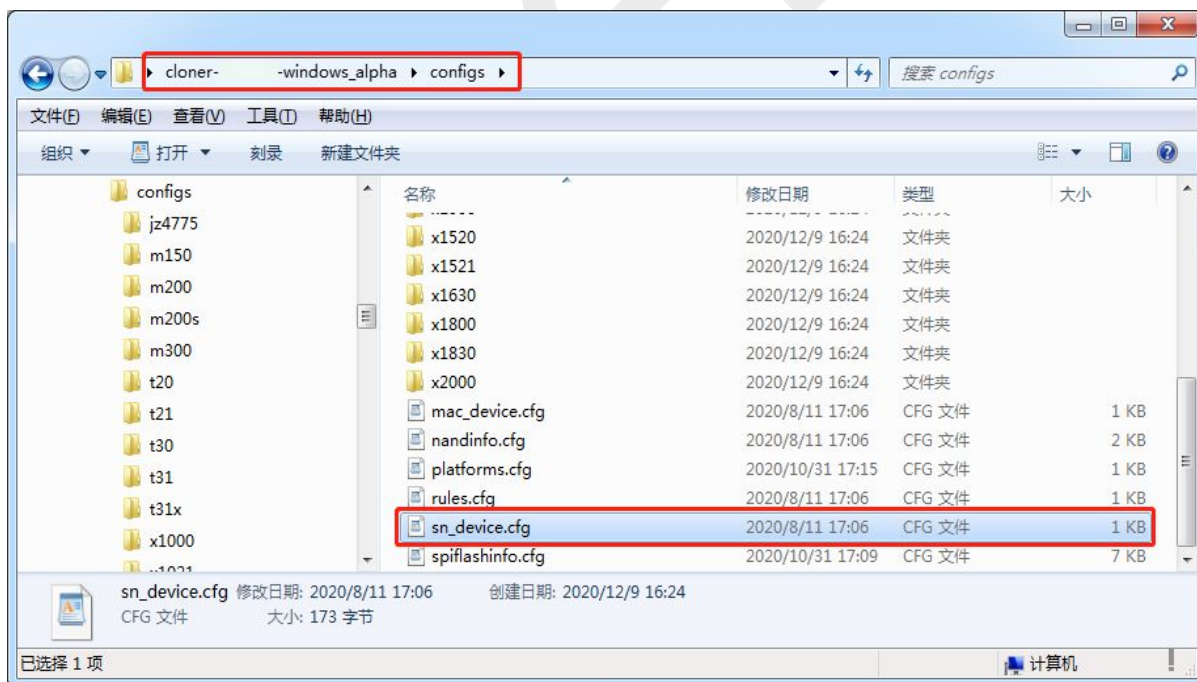 cloner- -windows_alpha ▸ configs ▸
搜索 configs
文件(F) 编辑(E) 查看(V) 工具(T) 帮助(H)
组织 打开 刻录 新建文件夹
configs
jz4775
m150
m200
m200s
m300
t20
t21
t30
t31
t31x
x1000
名称 修改日期 类型 大小
x1520 2020/12/9 16:24 文件夹
x1521 2020/12/9 16:24 文件夹
x1630 2020/12/9 16:24 文件夹
x1800 2020/12/9 16:24 文件夹
x1830 2020/12/9 16:24 文件夹
x2000 2020/12/9 16:24 文件夹
mac_device.cfg 2020/8/11 17:06 CFG 文件 1 KB
nandinfo.cfg 2020/8/11 17:06 CFG 文件 2 KB
platforms.cfg 2020/10/31 17:15 CFG 文件 1 KB
rules.cfg 2020/8/11 17:06 CFG 文件 1 KB
sn_device.cfg 2020/8/11 17:06 CFG 文件 1 KB
spiflashinfo.cfg 2020/10/31 17:09 CFG 文件 7 KB
sn_device.cfg 修改日期: 2020/8/11 17:06 创建日期: 2020/12/9 16:24
CFG 文件 大小: 173 字节
已选择 1 项 计算机